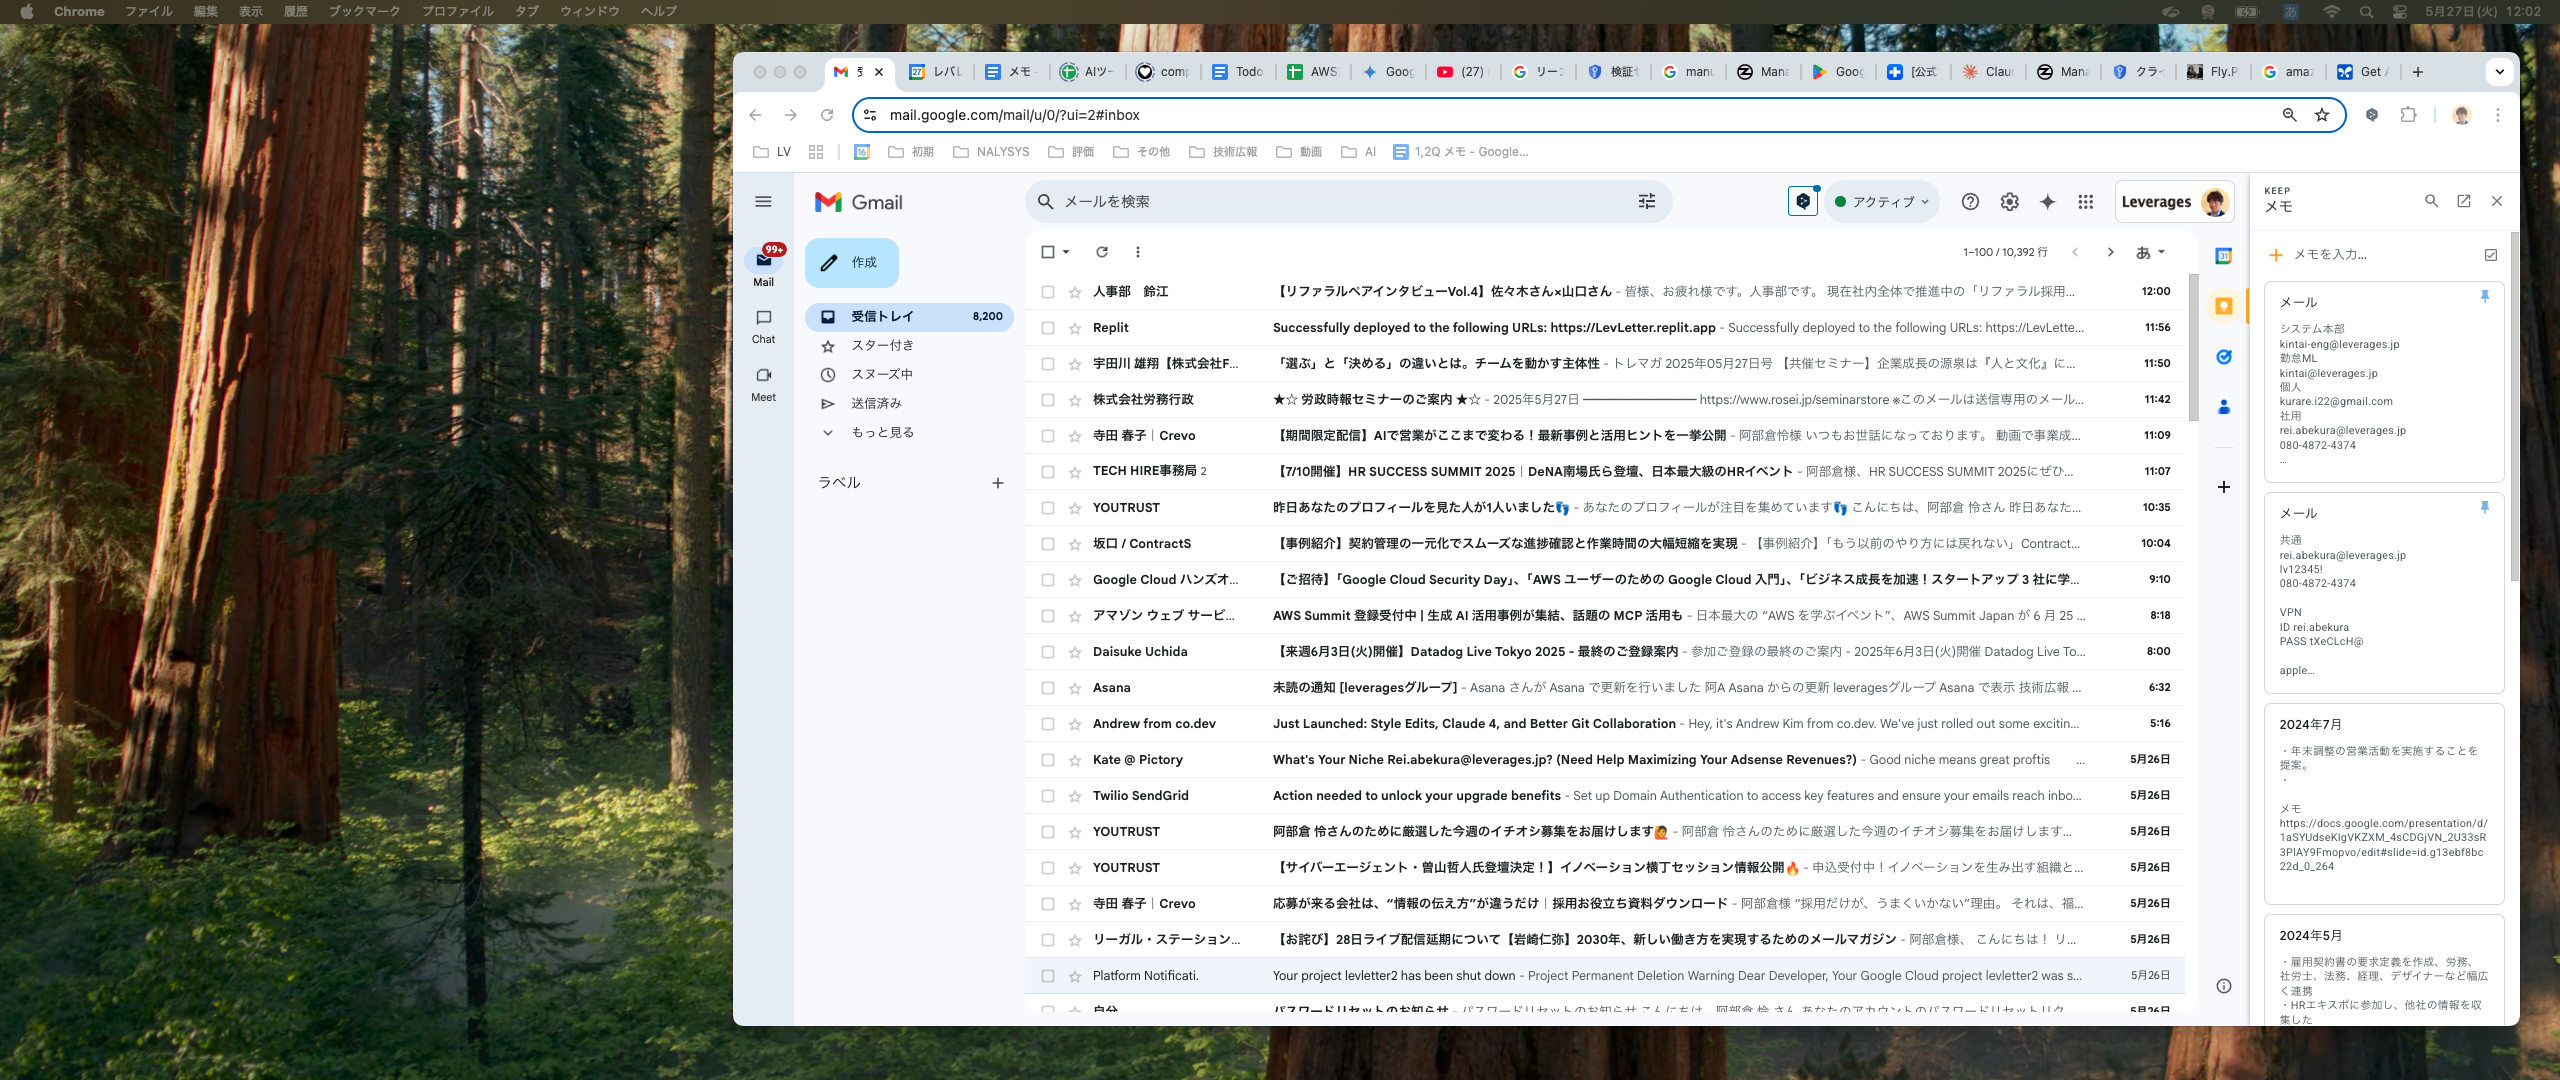 Chrome ファイル 編集 表示 履歴 ブックマーク プロファイル タブ ウィンドウ ヘルプ
あ 5月27日(火) 12:02
レバレ メモ - AIツー comp Todo AWS Goog (27) リーン 検証セ manu Mana Goog [公式 Clau Mana クライ Fly.P amaz Get A
mail.google.com/mail/u/0/?ui=2#inbox
LV 初期 NALYSYS 評価 その他 技術広報 動画 AI 1,2Q メモ - Google...
Gmail
メールを検索
アクティブ
Leverages
99+
Mail
Chat
Meet
作成
受信トレイ 8,200
スター付き
スヌーズ中
送信済み
もっと見る
ラベル
1–100 / 10,392 行
あ
人事部 鈴江 【リファラルペアインタビューVol.4】佐々木さん×山口さん - 皆様、お疲れ様です。人事部です。 現在社内全体で推進中の「リファラル採用... 12:00
Replit Successfully deployed to the following URLs: https://LevLetter.replit.app - Successfully deployed to the following URLs: https://LevLette... 11:56
宇田川 雄翔【株式会社F... 「選ぶ」と「決める」の違いとは。チームを動かす主体性 - トレマガ 2025年05月27日号 【共催セミナー】企業成長の源泉は『人と文化』に... 11:50
株式会社労務行政 ★☆ 労政時報セミナーのご案内 ★☆ - 2025年5月27日 ━━━━━━━━━ https://www.rosei.jp/seminarstore ※このメールは送信専用のメール... 11:42
寺田 春子｜Crevo 【期間限定配信】AIで営業がここまで変わる！最新事例と活用ヒントを一挙公開 - 阿部倉怜様 いつもお世話になっております。 動画で事業成... 11:09
TECH HIRE事務局 2 【7/10開催】HR SUCCESS SUMMIT 2025｜DeNA南場氏ら登壇、日本最大級のHRイベント - 阿部倉様、HR SUCCESS SUMMIT 2025にぜひ... 11:07
YOUTRUST 昨日あなたのプロフィールを見た人が1人いました👣 - あなたのプロフィールが注目を集めています👣 こんにちは、阿部倉 怜さん 昨日あなた... 10:35
坂口 / ContractS 【事例紹介】契約管理の一元化でスムーズな進捗確認と作業時間の大幅短縮を実現 - 【事例紹介】「もう以前のやり方には戻れない」Contract... 10:04
Google Cloud ハンズオ... 【ご招待】「Google Cloud Security Day」、「AWS ユーザーのための Google Cloud 入門」、「ビジネス成長を加速！スタートアップ 3 社に学... 9:10
アマゾン ウェブ サービ... AWS Summit 登録受付中 | 生成 AI 活用事例が集結、話題の MCP 活用も - 日本最大の “AWS を学ぶイベント”、AWS Summit Japan が 6 月 25 ... 8:18
Daisuke Uchida 【来週6月3日(火)開催】Datadog Live Tokyo 2025 - 最終のご登録案内 - 参加ご登録の最終のご案内 - 2025年6月3日(火)開催 Datadog Live To... 8:00
Asana 未読の通知 [leveragesグループ] - Asana さんが Asana で更新を行いました 阿A Asana からの更新 leveragesグループ Asana で表示 技術広報 ... 6:32
Andrew from co.dev Just Launched: Style Edits, Claude 4, and Better Git Collaboration - Hey, it's Andrew Kim from co.dev. We've just rolled out some excitin... 5:16
Kate @ Pictory What's Your Niche Rei.abekura@leverages.jp? (Need Help Maximizing Your Adsense Revenues?) - Good niche means great proftis ... 5月26日
Twilio SendGrid Action needed to unlock your upgrade benefits - Set up Domain Authentication to access key features and ensure your emails reach inbo... 5月26日
YOUTRUST 阿部倉 怜さんのために厳選した今週のイチオシ募集をお届けします🙋 - 阿部倉 怜さんのために厳選した今週のイチオシ募集をお届けします... 5月26日
YOUTRUST 【サイバーエージェント・曽山哲人氏登壇決定！】イノベーション横丁セッション情報公開🔥 - 申込受付中！イノベーションを生み出す組織と... 5月26日
寺田 春子｜Crevo 応募が来る会社は、“情報の伝え方”が違うだけ｜採用お役立ち資料ダウンロード - 阿部倉様 “採用だけが、うまくいかない”理由。 それは、福... 5月26日
リーガル・ステーション... 【お詫び】28日ライブ配信延期について【岩崎仁弥】2030年、新しい働き方を実現するためのメールマガジン - 阿部倉様、 こんにちは！ リ... 5月26日
Platform Notificati. Your project levletter2 has been shut down - Project Permanent Deletion Warning Dear Developer, Your Google Cloud project levletter2 was s... 5月26日
自分 パスワードリセットのお知らせ - パスワードリセットのお知らせ こんにちは、阿部倉 怜 さん あなたのアカウントのパスワードリセットリク... 5月26日
KEEP
メモ
メモを入力...
メール
システム本部
kintai-eng@leverages.jp
勤怠ML
kintai@leverages.jp
個人
kurare.i22@gmail.com
社用
rei.abekura@leverages.jp
080-4872-4374
...
メール
共通
rei.abekura@leverages.jp
lv12345!
080-4872-4374
VPN
ID rei.abekura
PASS tXeCLcH@
apple...
2024年7月
・年末調整の営業活動を実施することを
提案。
・
メモ
https://docs.google.com/presentation/d/
1aSYUdseKIgVKZXM_4sCDGjVN_2U33sR
3PlAY9Fmopvo/edit#slide=id.g13ebf8bc
22d_0_264
2024年5月
・雇用契約書の要求定義を作成、労務、
社労士、法務、経理、デザイナーなど幅広
く連携
・HRエキスポに参加し、他社の情報を収
集した